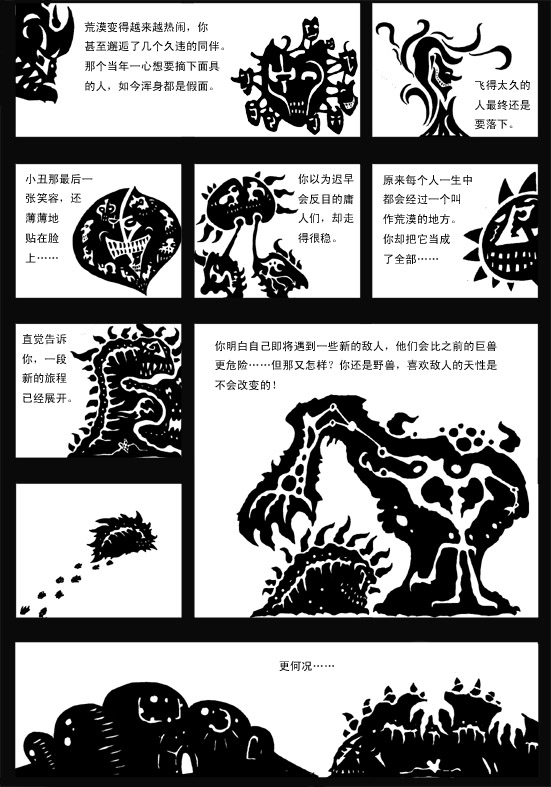 荒漠变得越来越热闹，你
甚至邂逅了几个久违的同伴。
那个当年一心想要摘下面具
的人，如今浑身都是假面。
飞得太久的
人最终还是
要落下。
小丑那最后一
张笑容，还
薄薄地
贴在脸
上……
你以为迟早
会反目的庸
人们，却走
得很稳。
原来每个人一生中
都会经过一个叫
作荒漠的地方。
你却把它当成
了全部……
直觉告诉
你，一段
新的旅程
已经展开。
你明白自己即将遇到一些新的敌人，他们会比之前的巨兽
更危险……但那又怎样？你还是野兽，喜欢敌人的天性是
不会改变的！
更何况……